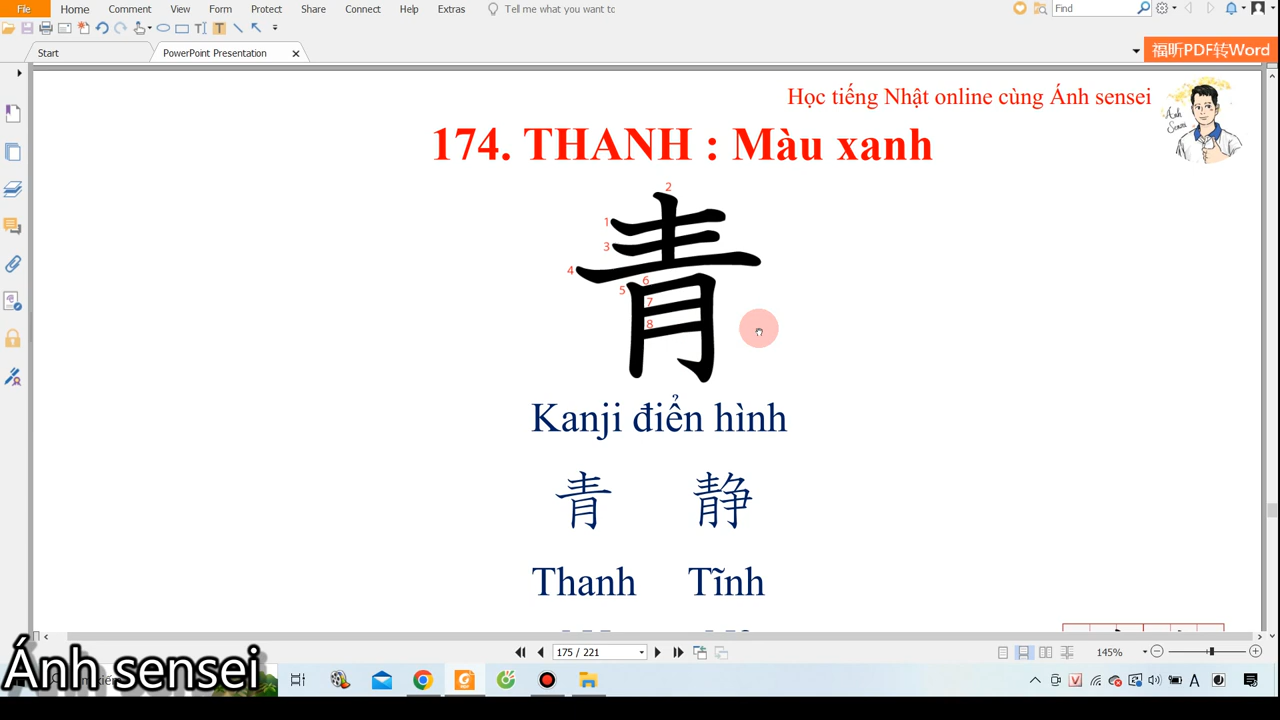 File Home Comment View Form Protect Share Connect Help Extras Tell me what you want to Find
Start PowerPoint Presentation 福昕PDF转Word
Học tiếng Nhật online cùng Ánh sensei
Ánh
Sensei
174. THANH : Màu xanh
青
1 2 3 4 5 6 7 8
Kanji điển hình
青 静
Thanh Tĩnh
175 / 221 145%
Ánh sensei